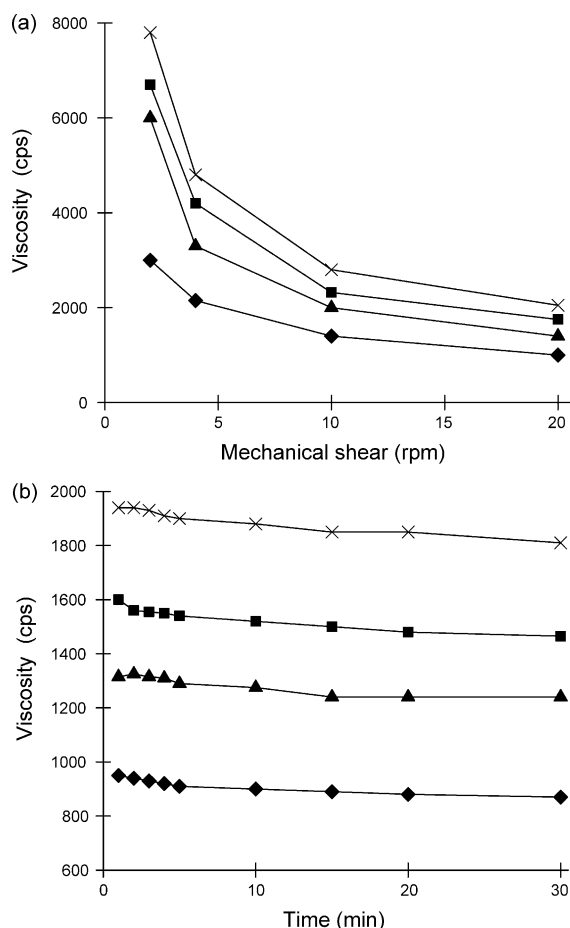 (a)
8000
6000
4000
2000
0
Viscosity (cps)
0 5 10 15 20
Mechanical shear (rpm)
(b)
2000
1800
1600
1400
1200
1000
800
600
Viscosity (cps)
0 10 20 30
Time (min)